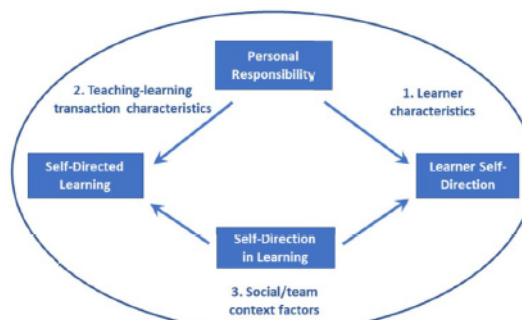 Personal
Responsibility
2. Teaching-learning
transaction characteristics
1. Learner
characteristics
Self-Directed
Learning
Learner Self-
Direction
Self-Direction
in Learning
3. Social/team
context factors